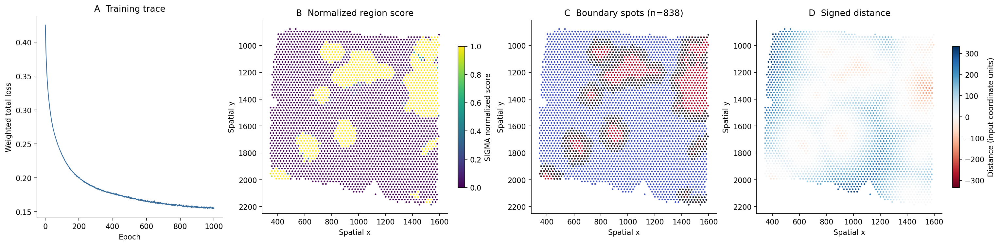 A  Training trace
Weighted total loss
0.40
0.35
0.30
0.25
0.20
0.15
0 200 400 600 800 1000
Epoch
B  Normalized region score
Spatial y
1000
1200
1400
1600
1800
2000
2200
400 600 800 1000 1200 1400 1600
Spatial x
1.0
0.8
0.6
0.4
0.2
0.0
SIGMA normalized score
C  Boundary spots (n=838)
Spatial y
1000
1200
1400
1600
1800
2000
2200
400 600 800 1000 1200 1400 1600
Spatial x
D  Signed distance
Spatial y
1000
1200
1400
1600
1800
2000
2200
400 600 800 1000 1200 1400 1600
Spatial x
300
200
100
0
−100
−200
−300
Distance (input coordinate units)